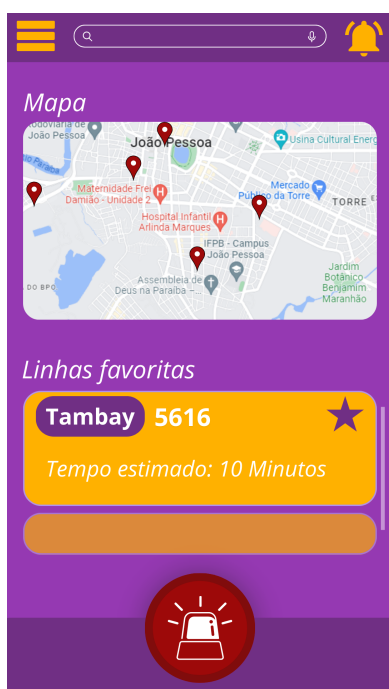 Mapa
Rodoviária de
João Pessoa
João Pessoa
Usina Cultural Energ
Maternidade Frei
Damião - Unidade 2
Mercado
Público da Torre
TORRE
Hospital Infantil
Arlinda Marques
IFPB - Campus
João Pessoa
Assembleia de
Deus na Paraíba –...
Jardim
Botânico
Benjamim
Maranhão
DO BPC
Linhas favoritas
Tambay 5616
Tempo estimado: 10 Minutos